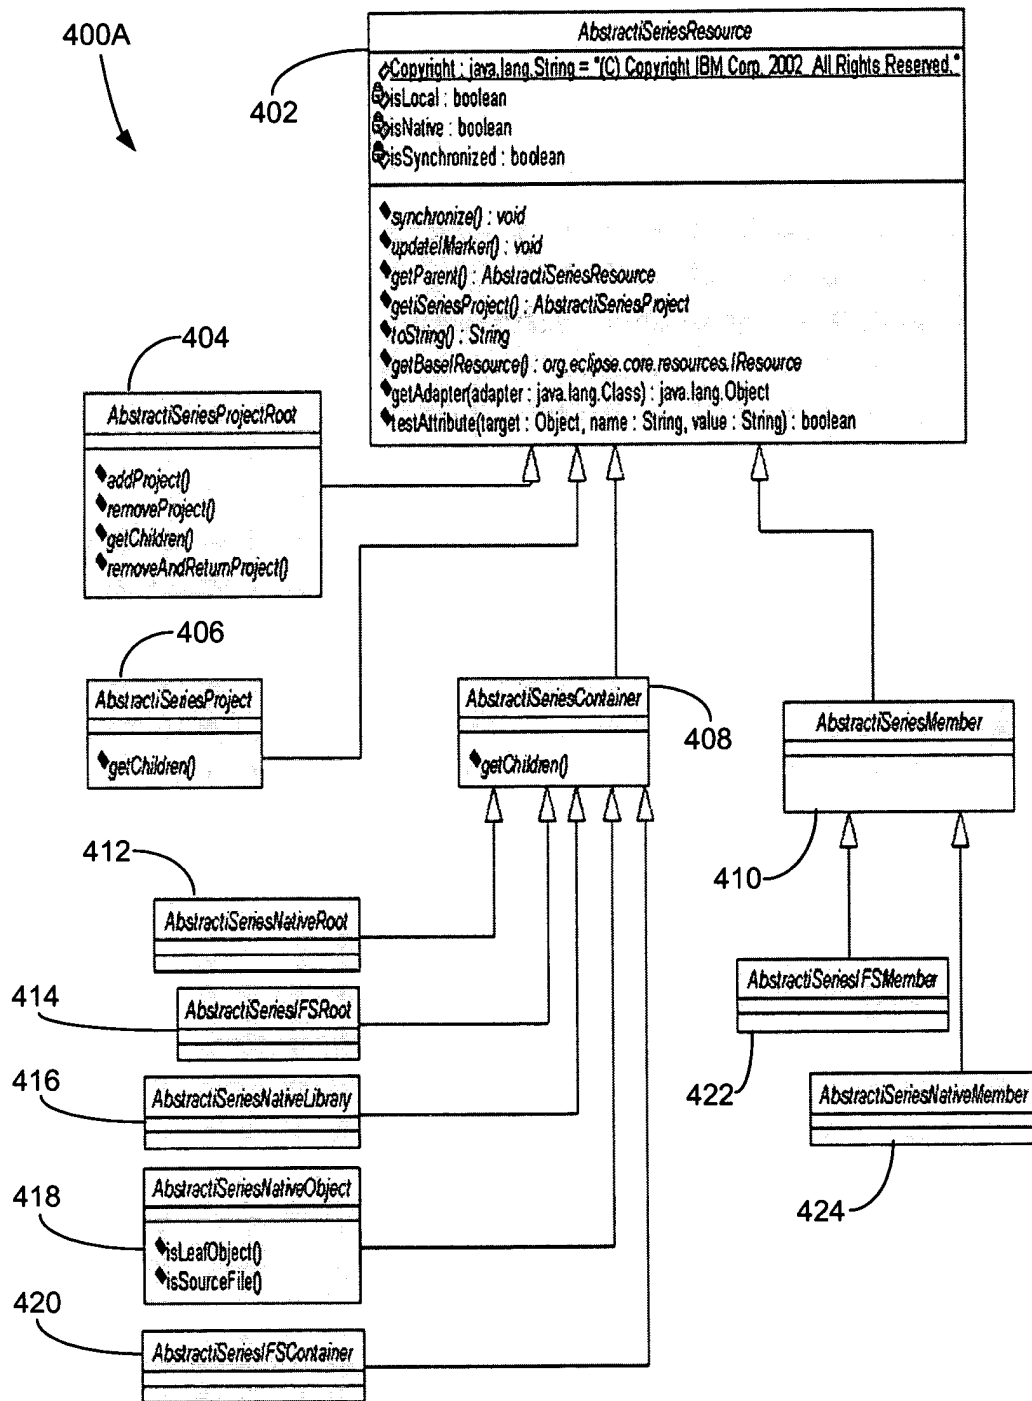 400A
402
AbstractiSeriesResource
Copyright : java.lang.String = "(C) Copyright IBM Corp. 2002 All Rights Reserved."
isLocal : boolean
isNative : boolean
isSynchronized : boolean
synchronize() : void
updateIMarker() : void
getParent() : AbstractiSeriesResource
getiSeriesProject() : AbstractiSeriesProject
toString() : String
getBaseIResource() : org.eclipse.core.resources.IResource
getAdapter(adapter : java.lang.Class) : java.lang.Object
testAttribute(target : Object, name : String, value : String) : boolean
404
AbstractiSeriesProjectRoot
addProject()
removeProject()
getChildren()
removeAndReturnProject()
406
AbstractiSeriesProject
getChildren()
AbstractiSeriesContainer
getChildren()
408
AbstractiSeriesMember
410
412
AbstractiSeriesNativeRoot
414
AbstractiSeriesIFSRoot
416
AbstractiSeriesNativeLibrary
418
AbstractiSeriesNativeObject
isLeafObject()
isSourceFile()
420
AbstractiSeriesIFSContainer
AbstractiSeriesIFSMember
422
AbstractiSeriesNativeMember
424